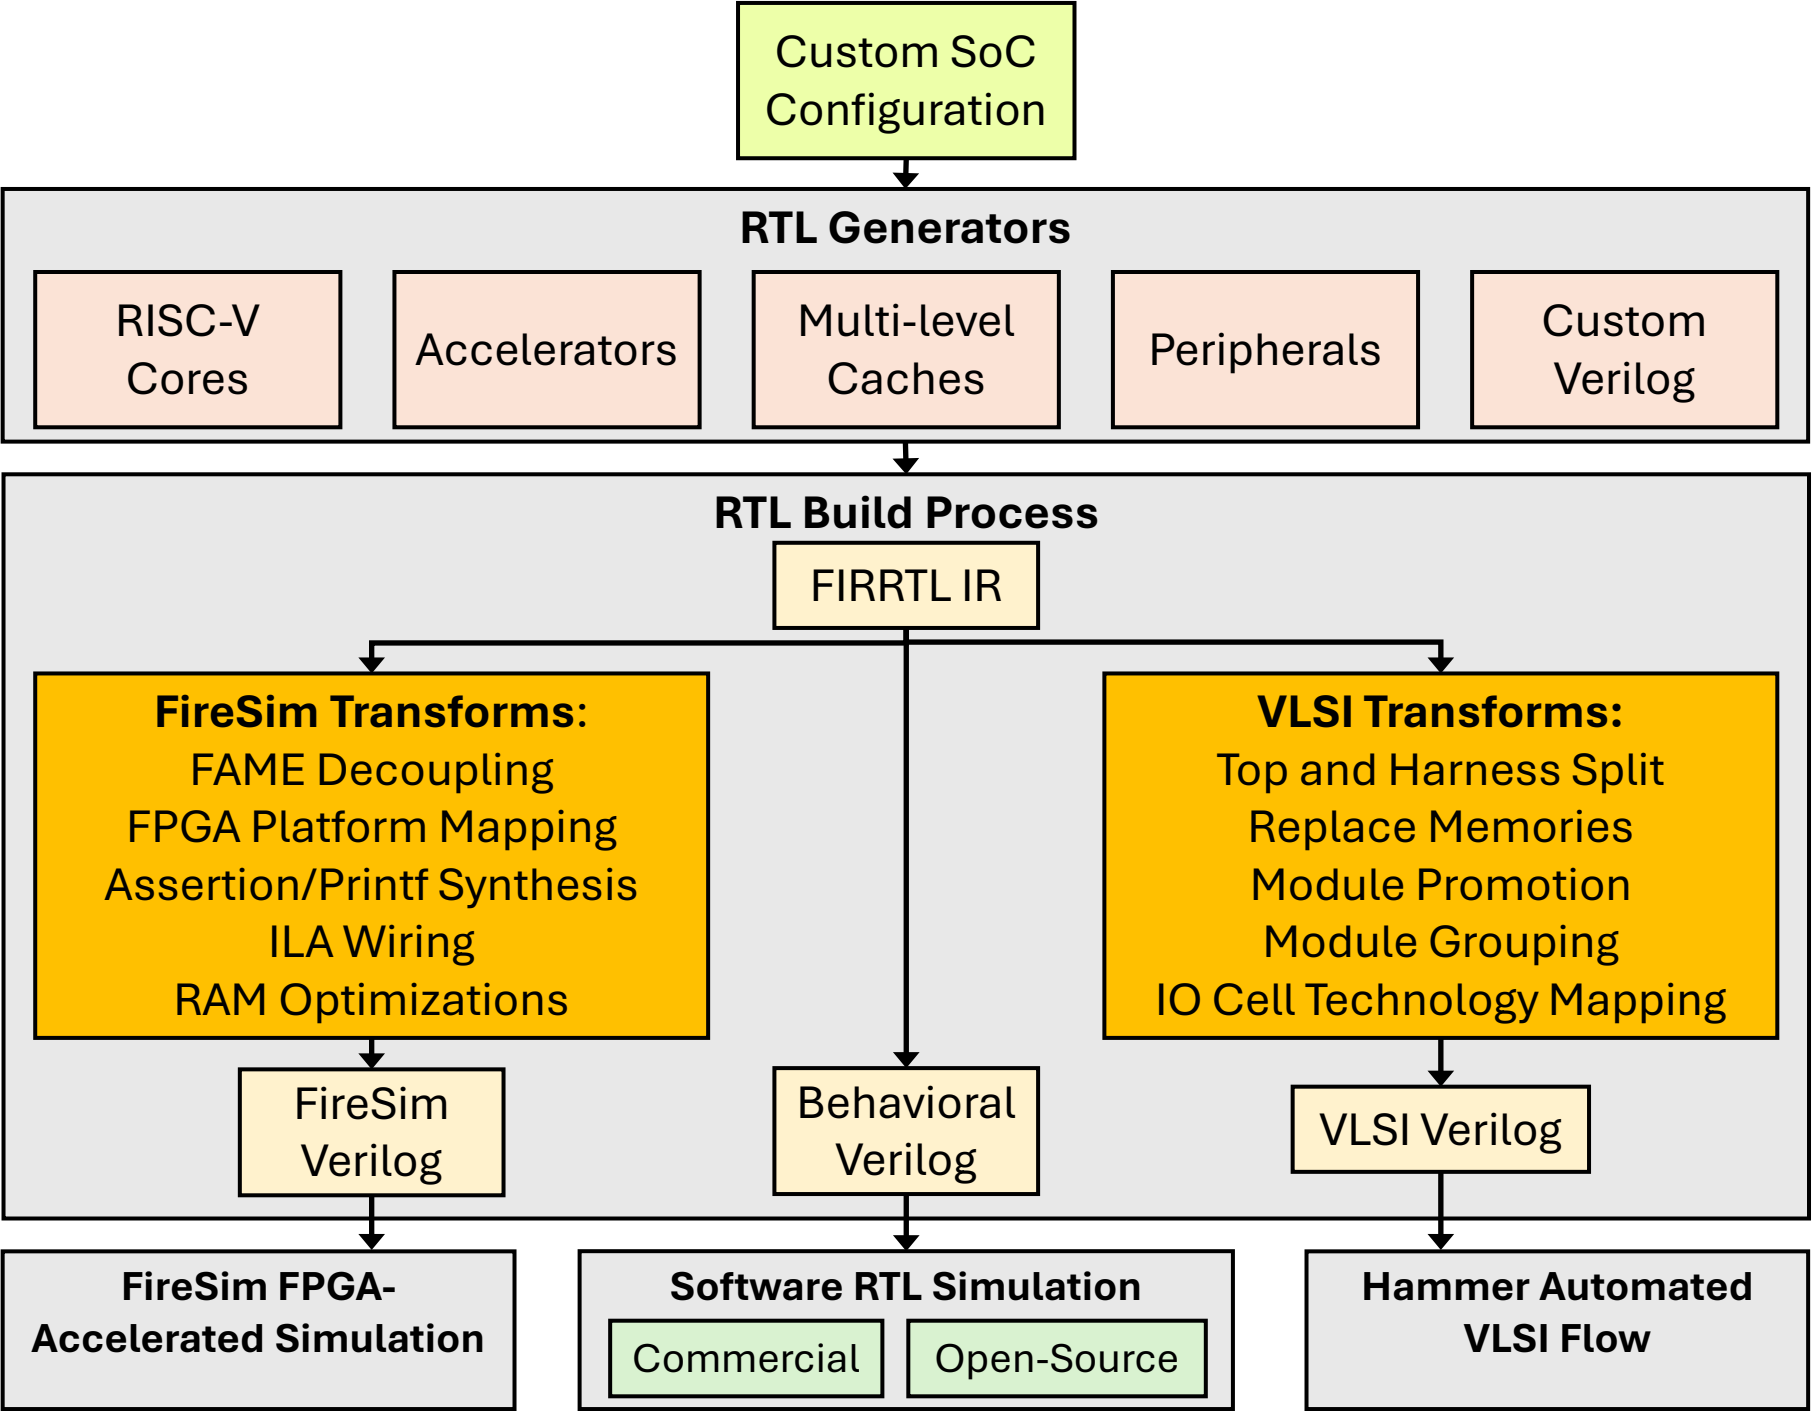 Custom SoC
Configuration
RTL Generators
RISC-V
Cores
Accelerators
Multi-level
Caches
Peripherals
Custom
Verilog
RTL Build Process
FIRRTL IR
FireSim Transforms:
FAME Decoupling
FPGA Platform Mapping
Assertion/Printf Synthesis
ILA Wiring
RAM Optimizations
VLSI Transforms:
Top and Harness Split
Replace Memories
Module Promotion
Module Grouping
IO Cell Technology Mapping
FireSim
Verilog
Behavioral
Verilog
VLSI Verilog
FireSim FPGA-
Accelerated Simulation
Software RTL Simulation
Commercial
Open-Source
Hammer Automated
VLSI Flow